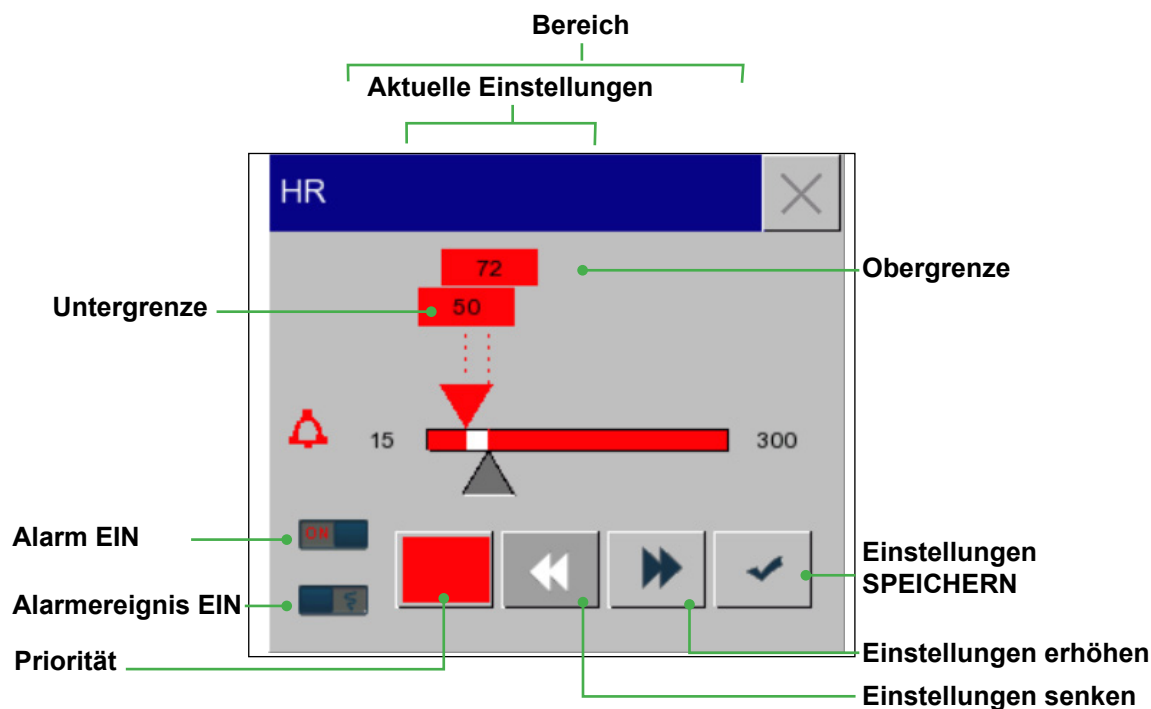 Bereich
Aktuelle Einstellungen
HR
72
Obergrenze
Untergrenze
50
15
300
Alarm EIN
ON
Einstellungen
SPEICHERN
Alarmereignis EIN
Priorität
Einstellungen erhöhen
Einstellungen senken